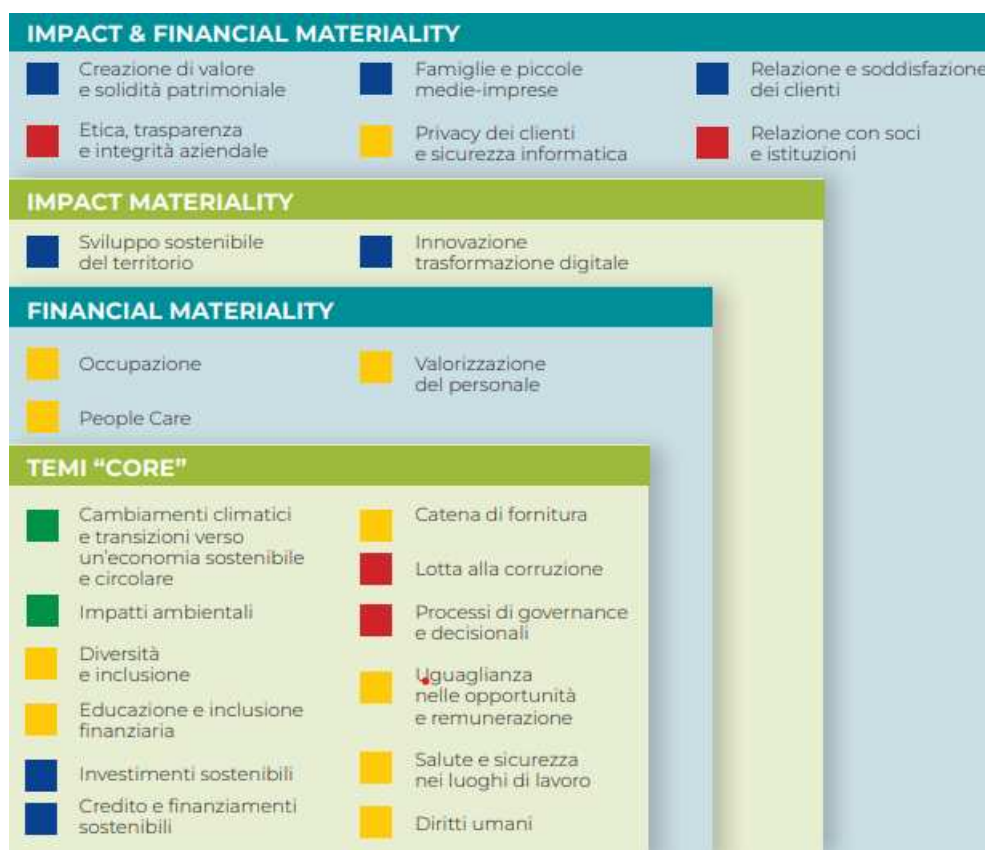 IMPACT & FINANCIAL MATERIALITY
Creazione di valore
e solidità patrimoniale
Famiglie e piccole
medie-imprese
Relazione e soddisfazione
dei clienti
Etica, trasparenza
e integrità aziendale
Privacy dei clienti
e sicurezza informatica
Relazione con soci
e istituzioni
IMPACT MATERIALITY
Sviluppo sostenibile
del territorio
Innovazione
trasformazione digitale
FINANCIAL MATERIALITY
Occupazione
Valorizzazione
del personale
People Care
TEMI “CORE”
Cambiamenti climatici
e transizioni verso
un'economia sostenibile
e circolare
Impatti ambientali
Diversità
e inclusione
Educazione e inclusione
finanziaria
Investimenti sostenibili
Credito e finanziamenti
sostenibili
Catena di fornitura
Lotta alla corruzione
Processi di governance
e decisionali
Uguaglianza
nelle opportunità
e remunerazione
Salute e sicurezza
nei luoghi di lavoro
Diritti umani